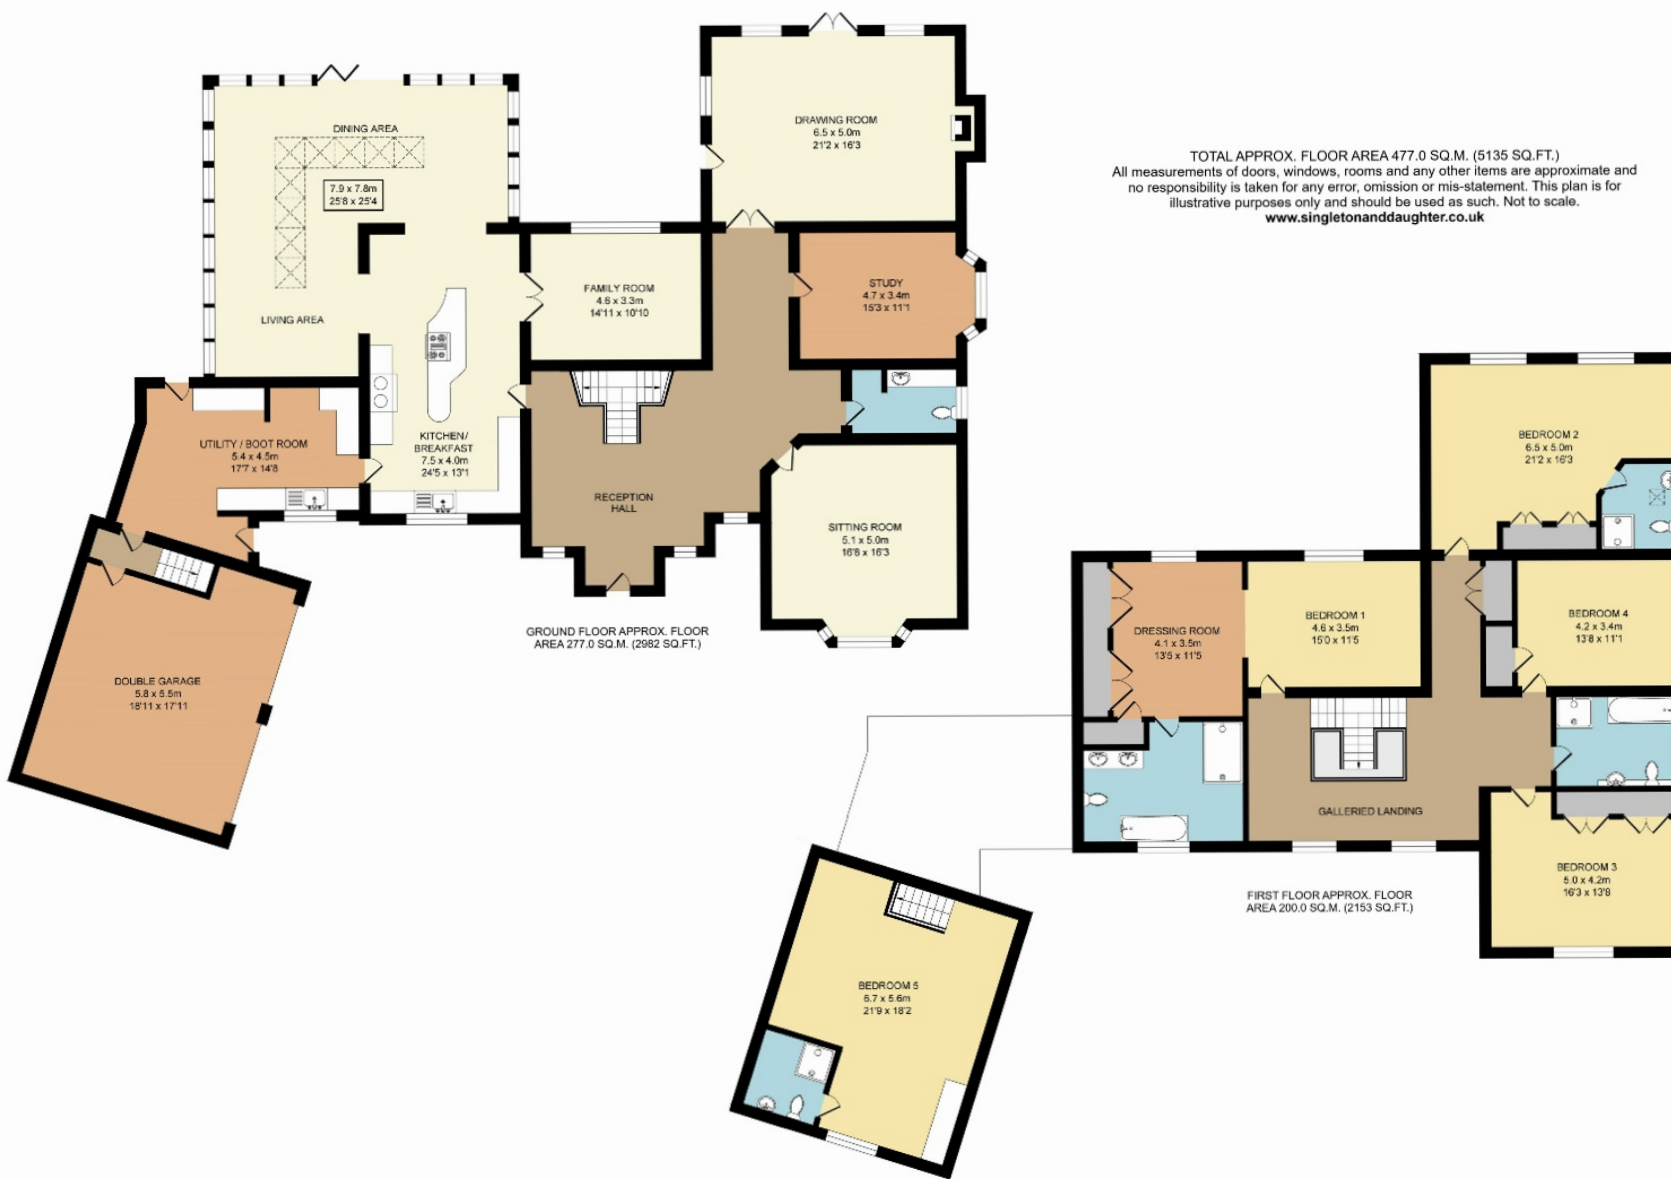 DINING AREA
7.9 x 7.8m
25'8 x 25'4
LIVING AREA
DRAWING ROOM
6.5 x 5.0m
21'2 x 16'3
FAMILY ROOM
4.6 x 3.3m
14'11 x 10'10
STUDY
4.7 x 3.4m
15'3 x 11'1
UTILITY / BOOT ROOM
5.4 x 4.5m
17'7 x 14'8
KITCHEN/
BREAKFAST
7.5 x 4.0m
24'5 x 13'1
RECEPTION
HALL
SITTING ROOM
5.1 x 5.0m
16'8 x 16'3
DOUBLE GARAGE
5.8 x 5.5m
18'11 x 17'11
GROUND FLOOR APPROX. FLOOR
AREA 277.0 SQ.M. (2982 SQ.FT.)
TOTAL APPROX. FLOOR AREA 477.0 SQ.M. (5135 SQ.FT.)
All measurements of doors, windows, rooms and any other items are approximate and
no responsibility is taken for any error, omission or mis-statement. This plan is for
illustrative purposes only and should be used as such. Not to scale.
www.singletonanddaughter.co.uk
BEDROOM 2
6.5 x 5.0m
21'2 x 16'3
DRESSING ROOM
4.1 x 3.5m
13'5 x 11'5
BEDROOM 1
4.6 x 3.5m
15'0 x 11'5
BEDROOM 4
4.2 x 3.4m
13'8 x 11'1
GALLERIED LANDING
BEDROOM 3
5.0 x 4.2m
16'3 x 13'8
FIRST FLOOR APPROX. FLOOR
AREA 200.0 SQ.M. (2153 SQ.FT.)
BEDROOM 5
6.7 x 5.6m
21'9 x 18'2